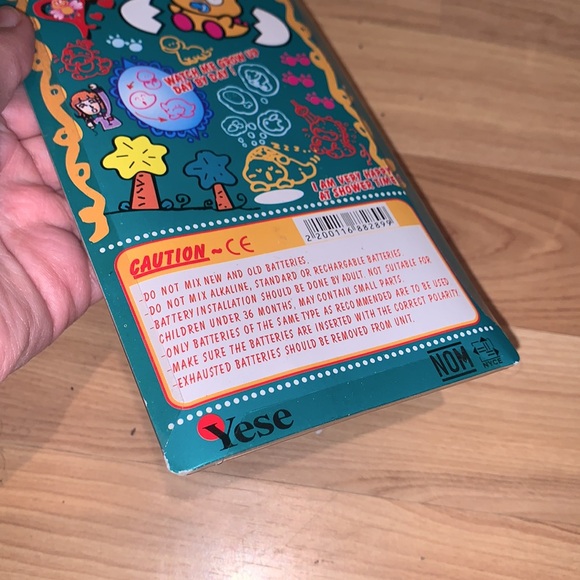 WATCH ME GROW UP
DAY BY DAY !
I AM VERY HAPPY
AT SHOWER TIME!
2 200116 882899
CAUTION ~ CE
-DO NOT MIX NEW AND OLD BATTERIES.
-DO NOT MIX ALKALINE, STANDARD OR RECHARGABLE BATTERIES
-BATTERY INSTALLATION SHOULD BE DONE BY ADULT. NOT SUITABLE FOR
CHILDREN UNDER 36 MONTHS. MAY CONTAIN SMALL PARTS.
-ONLY BATTERIES OF THE SAME TYPE AS RECOMMENDED ARE TO BE USED.
-MAKE SURE THE BATTERIES ARE INSERTED WITH THE CORRECT POLARITY.
-EXHAUSTED BATTERIES SHOULD BE REMOVED FROM UNIT.
NOM
NYCE
Yese